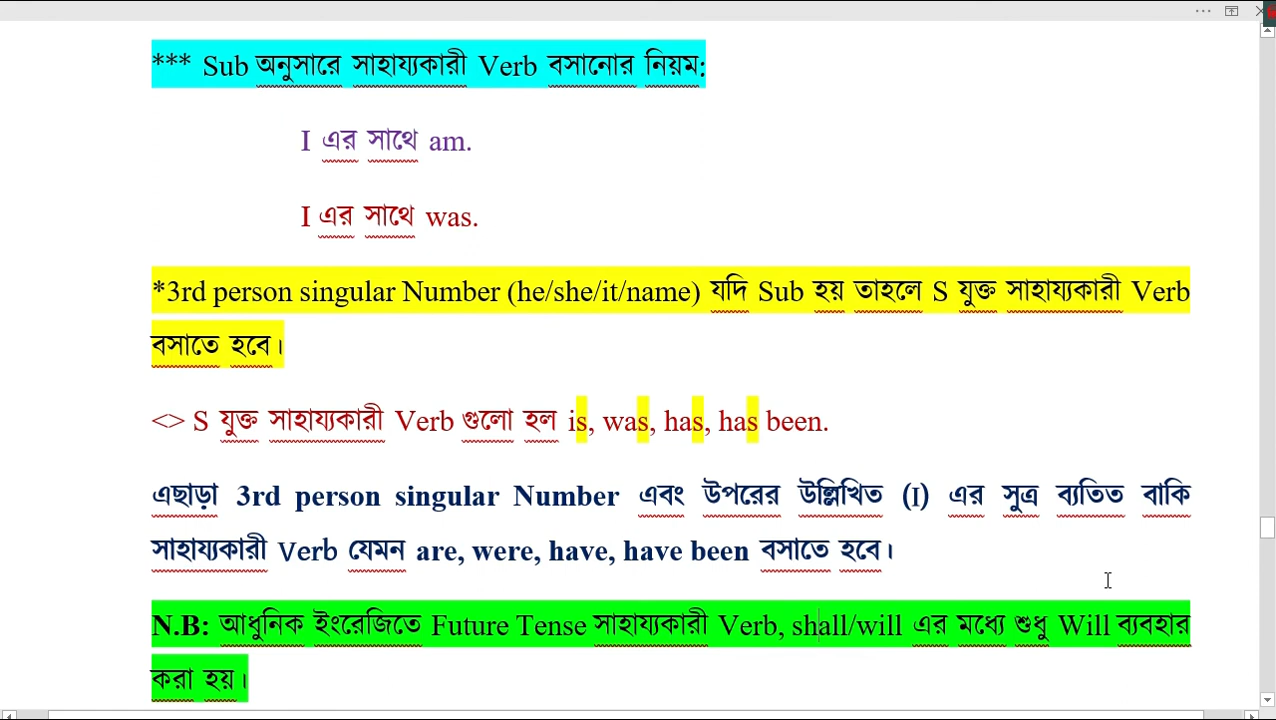 *** Sub অনুসারে সাহায্যকারী Verb বসানোর নিয়ম:
I এর সাথে am.
I এর সাথে was.
*3rd person singular Number (he/she/it/name) যদি Sub হয় তাহলে S যুক্ত সাহায্যকারী Verb
বসাতে হবে।
<> S যুক্ত সাহায্যকারী Verb গুলো হল is, was, has, has been.
এছাড়া 3rd person singular Number এবং উপরের উল্লিখিত (I) এর সুত্র ব্যতিত বাকি
সাহায্যকারী Verb যেমন are, were, have, have been বসাতে হবে।
N.B: আধুনিক ইংরেজিতে Future Tense সাহায্যকারী Verb, shall/will এর মধ্যে শুধু Will ব্যবহার
করা হয়।